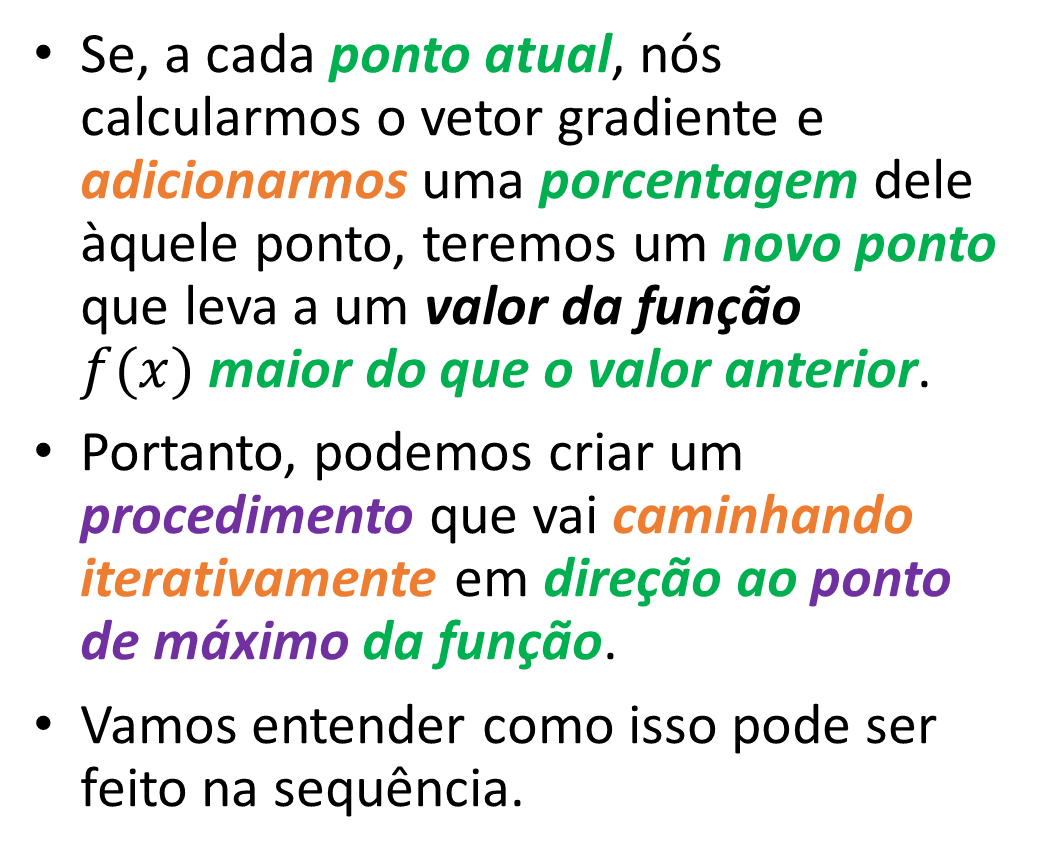 • Se, a cada ponto atual, nós
calcularmos o vetor gradiente e
adicionarmos uma porcentagem dele
àquele ponto, teremos um novo ponto
que leva a um valor da função
𝑓(𝑥) maior do que o valor anterior.
• Portanto, podemos criar um
procedimento que vai caminhando
iterativamente em direção ao ponto
de máximo da função.
• Vamos entender como isso pode ser
feito na sequência.